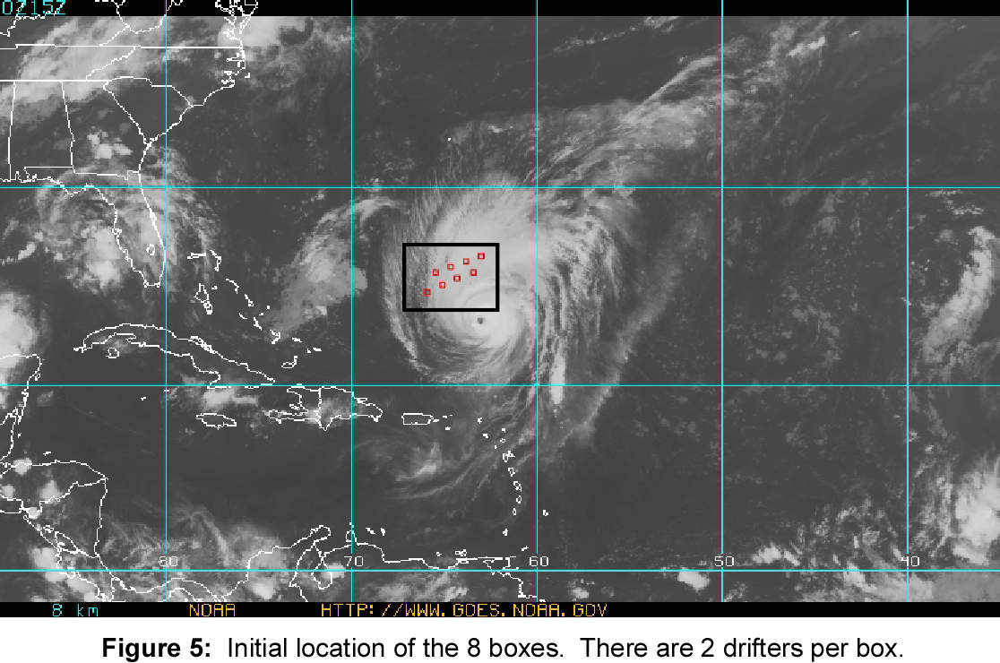 0215Z
80 70 60 50 40
8 km NOAA HTTP://WWW.GOES.NOAA.GOV
Figure 5: Initial location of the 8 boxes. There are 2 drifters per box.